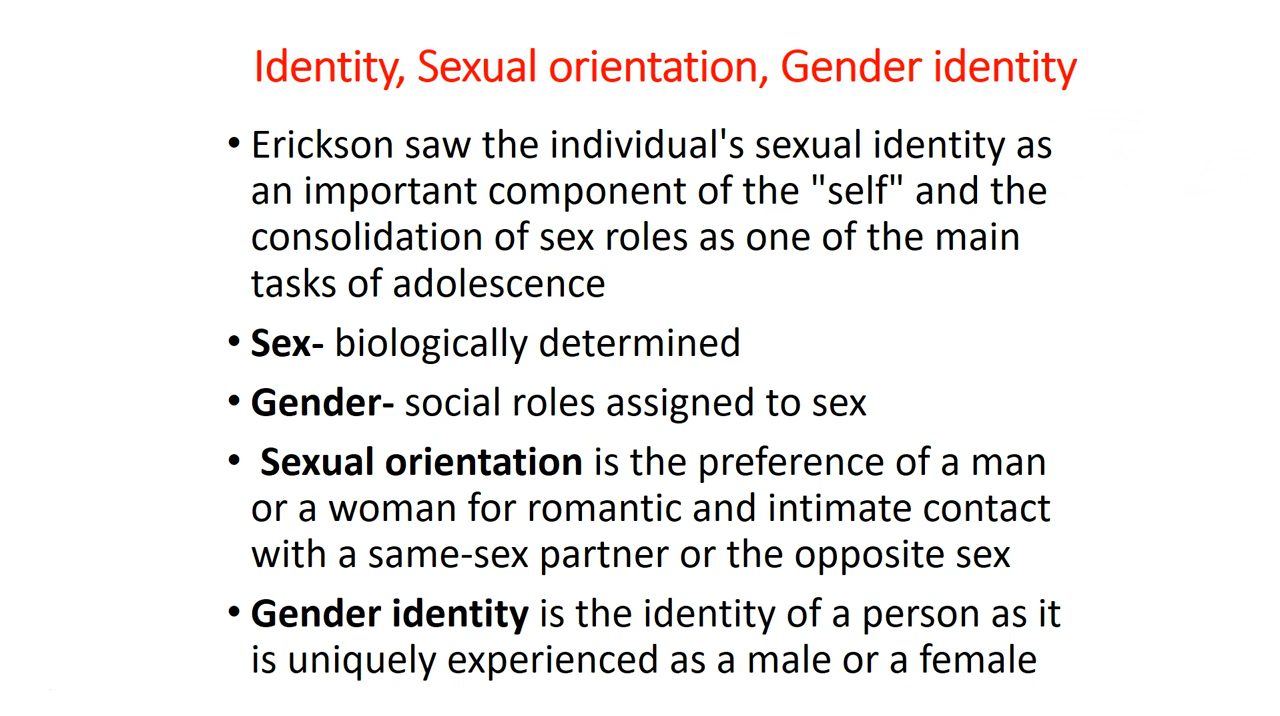 Identity, Sexual orientation, Gender identity
• Erickson saw the individual's sexual identity as
an important component of the "self" and the
consolidation of sex roles as one of the main
tasks of adolescence
• Sex- biologically determined
• Gender- social roles assigned to sex
• Sexual orientation is the preference of a man
or a woman for romantic and intimate contact
with a same-sex partner or the opposite sex
• Gender identity is the identity of a person as it
is uniquely experienced as a male or a female